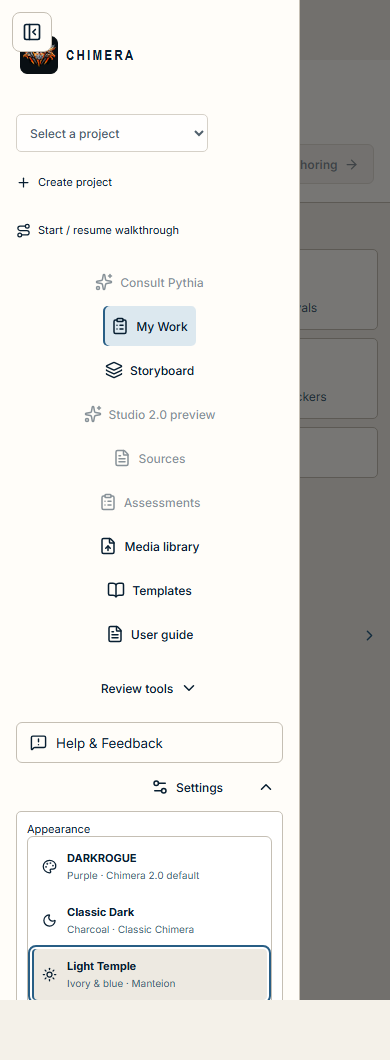 CHIMERA
Select a project
Create project
Start / resume walkthrough
Consult Pythia
My Work
Storyboard
Studio 2.0 preview
Sources
Assessments
Media library
Templates
User guide
Review tools
Help & Feedback
Settings
Appearance
DARKROGUE
Purple · Chimera 2.0 default
Classic Dark
Charcoal · Classic Chimera
Light Temple
Ivory & blue · Manteion